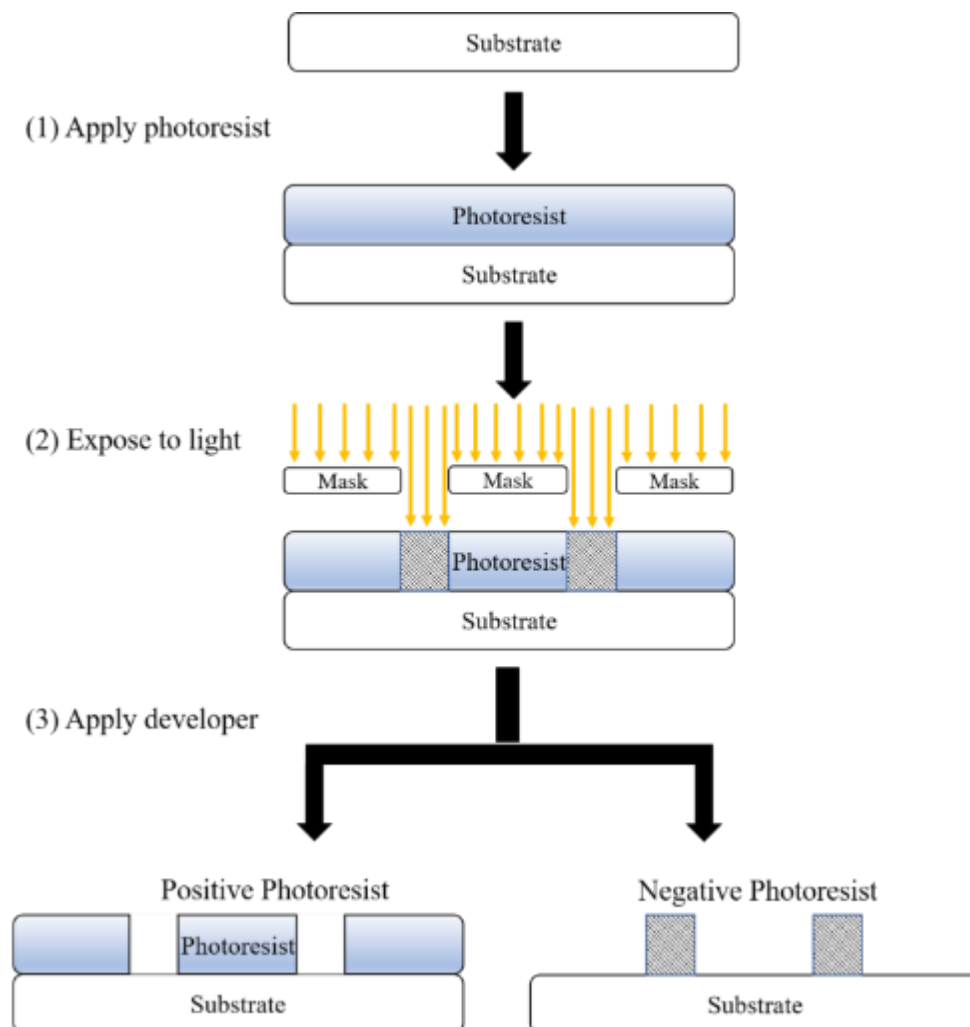 Substrate
(1) Apply photoresist
Photoresist
Substrate
(2) Expose to light
Mask Mask Mask
Photoresist
Substrate
(3) Apply developer
Positive Photoresist Negative Photoresist
Photoresist
Substrate Substrate